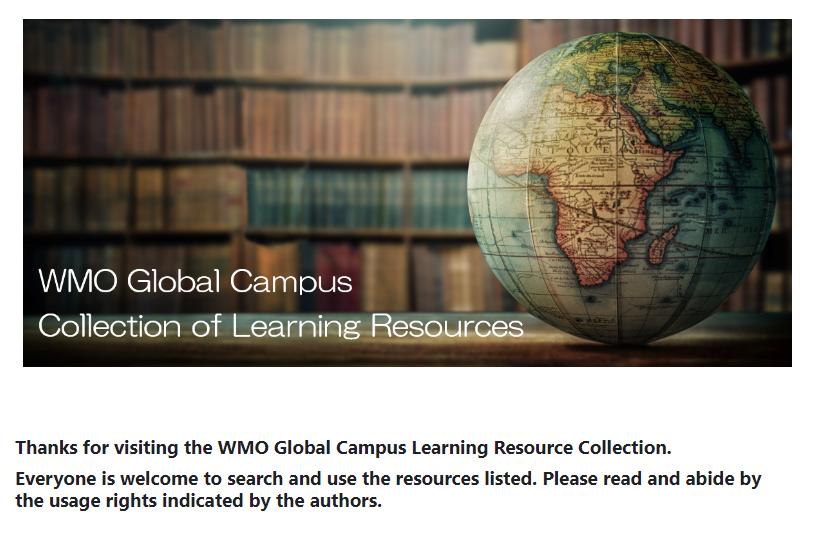 WMO Global Campus
Collection of Learning Resources
Thanks for visiting the WMO Global Campus Learning Resource Collection.
Everyone is welcome to search and use the resources listed. Please read and abide by
the usage rights indicated by the authors.